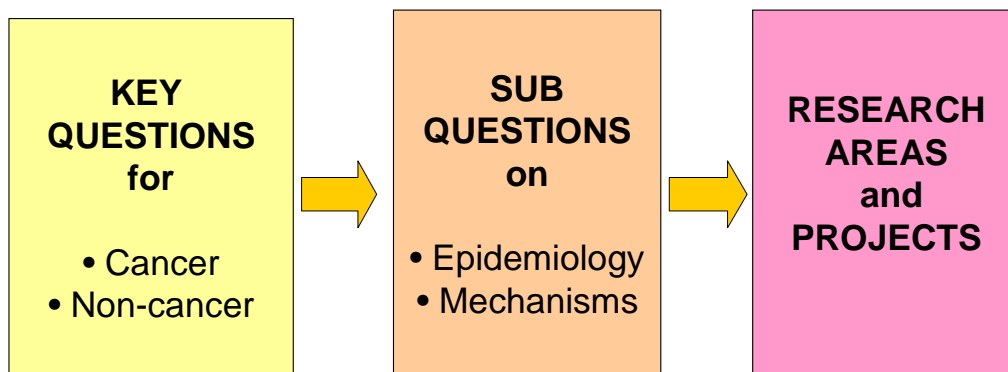 KEY
QUESTIONS
for
• Cancer
• Non-cancer
SUB
QUESTIONS
on
• Epidemiology
• Mechanisms
RESEARCH
AREAS
and
PROJECTS